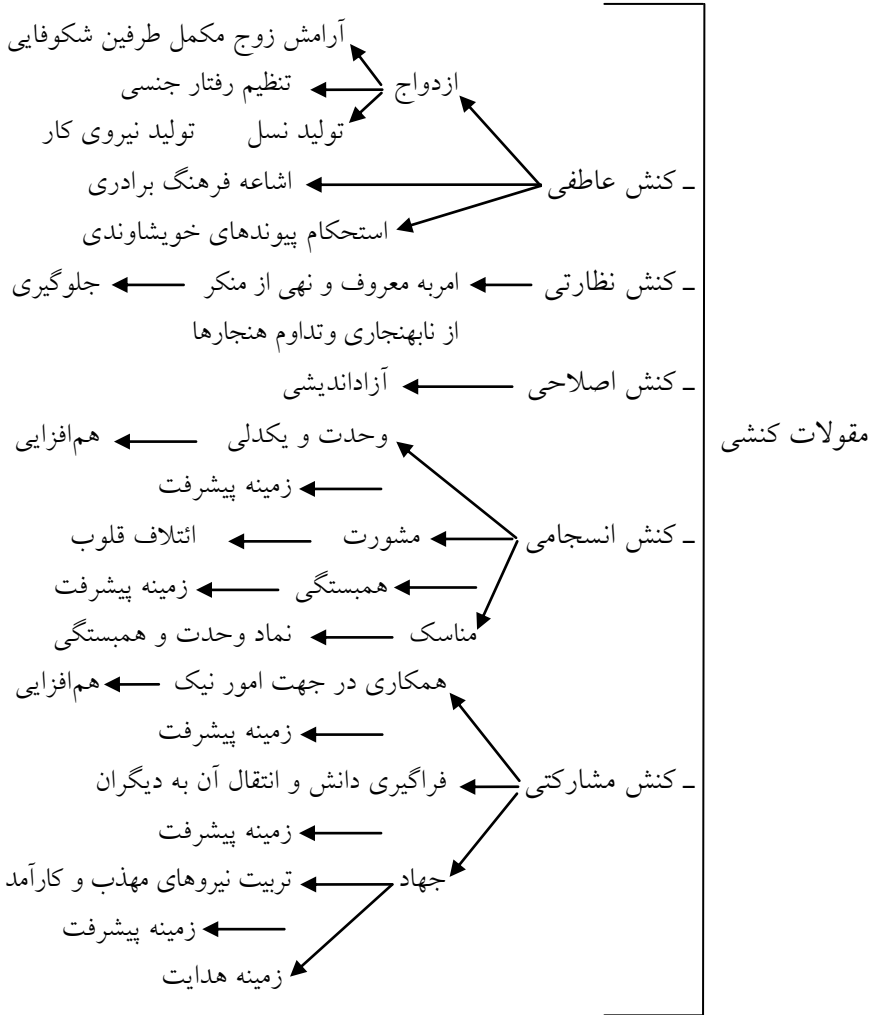 آرامش زوج مکمل طرفین شکوفایی
ازدواج تنظیم رفتار جنسی
تولید نسل تولید نیروی کار
ـ کنش عاطفی اشاعه فرهنگ برادری
استحکام پیوندهای خویشاوندی
ـ کنش نظارتی امربه معروف و نهی از منکر جلوگیری
از نابهنجاری وتداوم هنجارها
ـ کنش اصلاحی آزاداندیشی
مقولات کنشی
وحدت و یکدلی هم‌افزایی
زمینه پیشرفت
ـ کنش انسجامی مشورت ائتلاف قلوب
همبستگی زمینه پیشرفت
مناسک نماد وحدت و همبستگی
همکاری در جهت امور نیک هم‌افزایی
زمینه پیشرفت
ـ کنش مشارکتی فراگیری دانش و انتقال آن به دیگران
زمینه پیشرفت
جهاد تربیت نیروهای مهذب و کارآمد
زمینه پیشرفت
زمینه هدایت